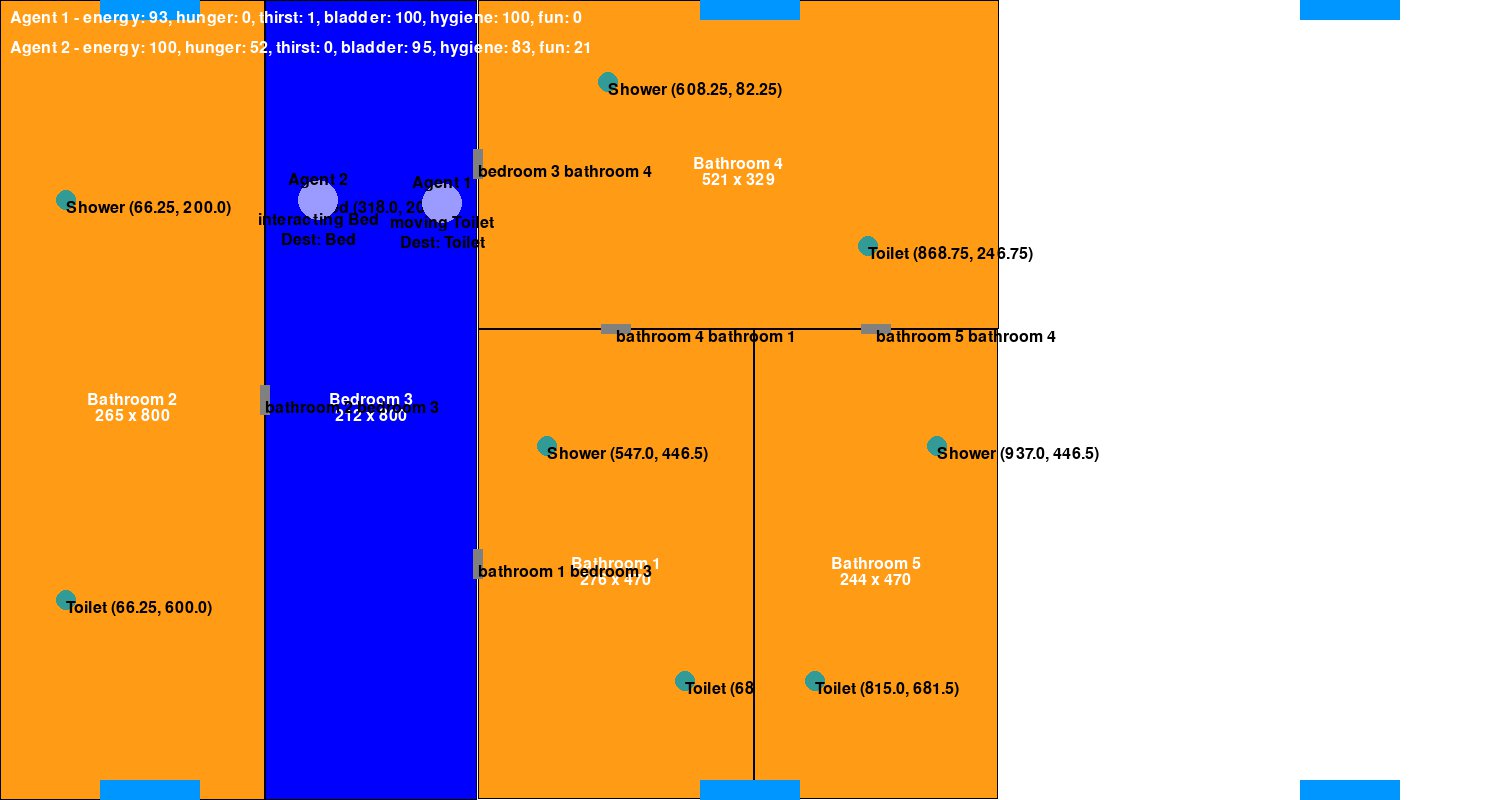 Agent 1 - energy: 93, hunger: 0, thirst: 1, bladder: 100, hygiene: 100, fun: 0
Agent 2 - energy: 100, hunger: 52, thirst: 0, bladder: 95, hygiene: 83, fun: 21
Shower (608.25, 82.25)
Bathroom 4
521 x 329
bedroom 3 bathroom 4
Agent 2
Agent 1
Shower (66.25, 200.0)
interacting Bed
Dest: Bed
moving Toilet
Dest: Toilet
Toilet (868.75, 246.75)
bathroom 4 bathroom 1
bathroom 5 bathroom 4
Bathroom 2
265 x 800
Bedroom 3
212 x 800
bathroom 2 bedroom 3
Shower (547.0, 446.5)
Shower (937.0, 446.5)
Bathroom 1
276 x 470
bathroom 1 bedroom 3
Bathroom 5
244 x 470
Toilet (66.25, 600.0)
Toilet (68
Toilet (815.0, 681.5)